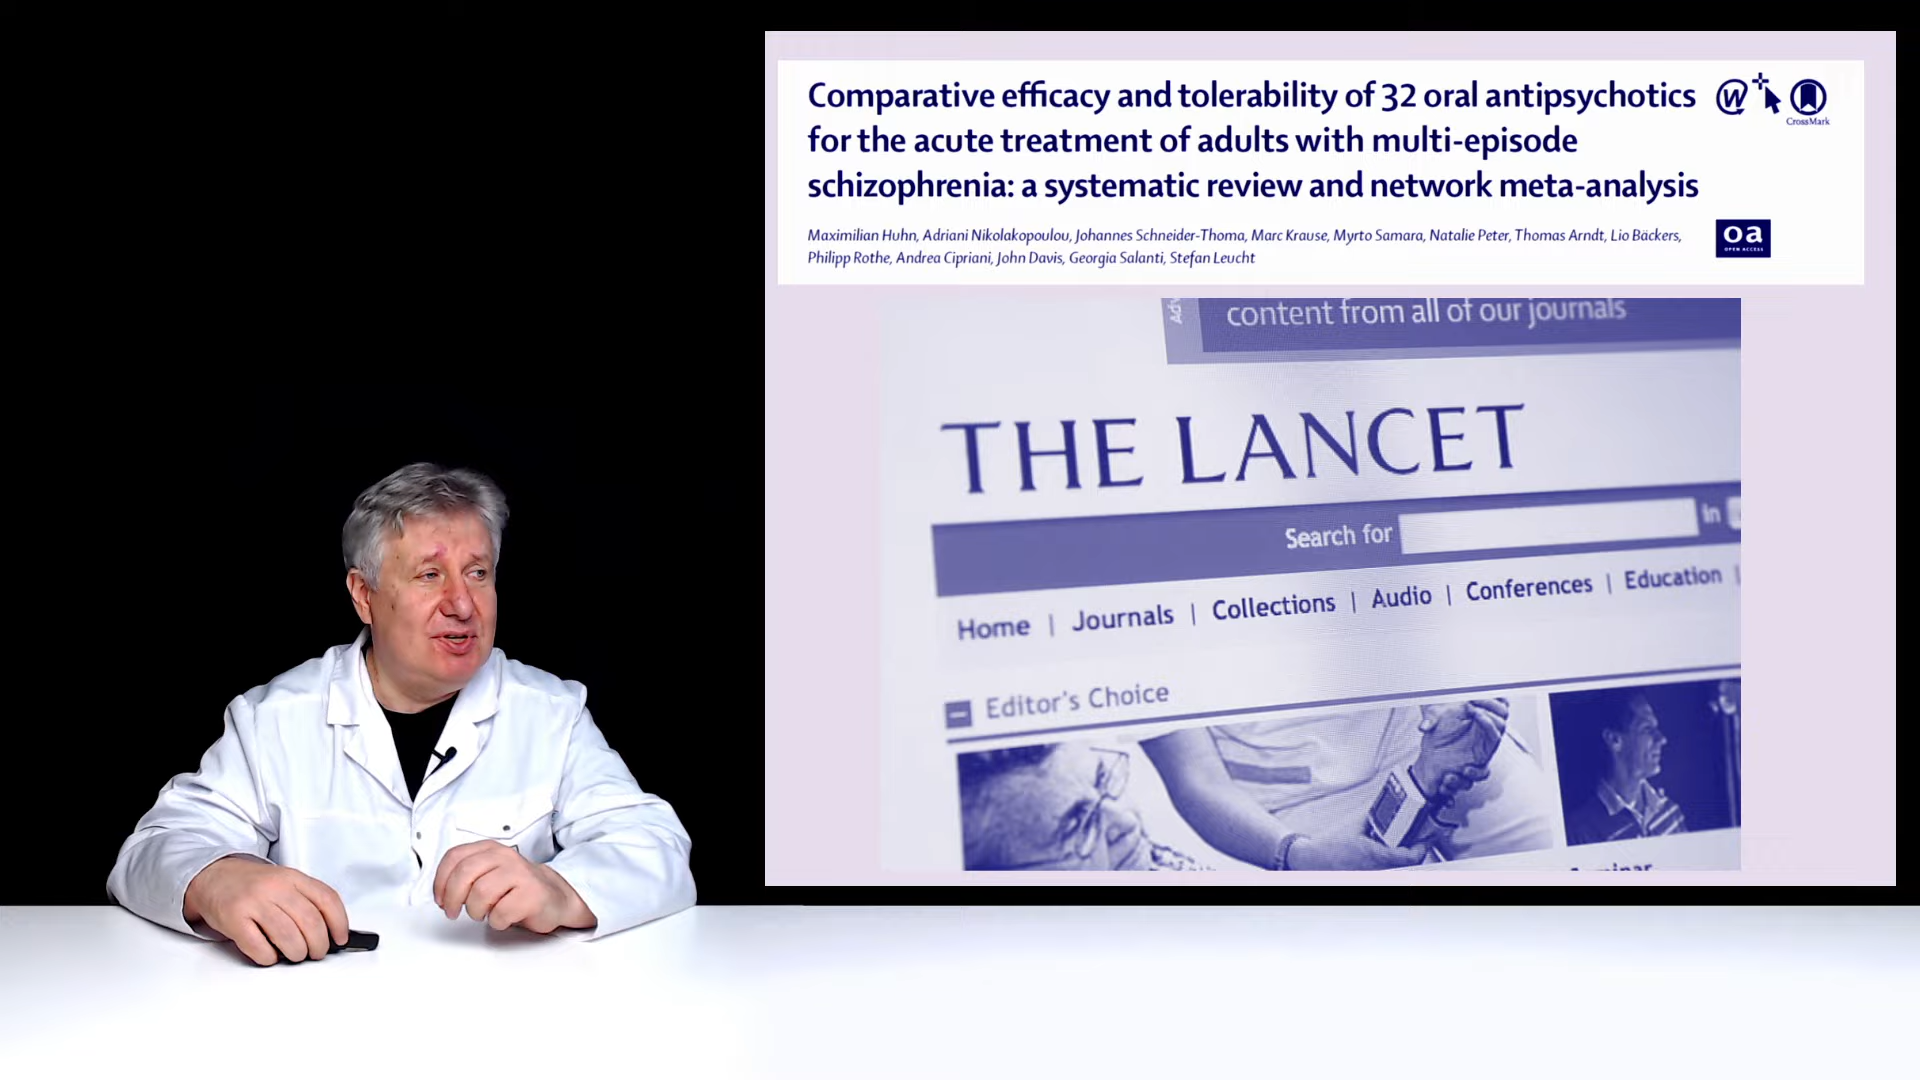 Comparative efficacy and tolerability of 32 oral antipsychotics
for the acute treatment of adults with multi-episode
schizophrenia: a systematic review and network meta-analysis
CrossMark
Maximilian Huhn, Adriani Nikolakopoulou, Johannes Schneider-Thoma, Marc Krause, Myrto Samara, Natalie Peter, Thomas Arndt, Lio Bäckers,
Philipp Rothe, Andrea Cipriani, John Davis, Georgia Salanti, Stefan Leucht
oa
OPEN ACCESS
content from all of our journals
THE LANCET
Search for in
Home | Journals | Collections | Audio | Conferences | Education |
Editor's Choice